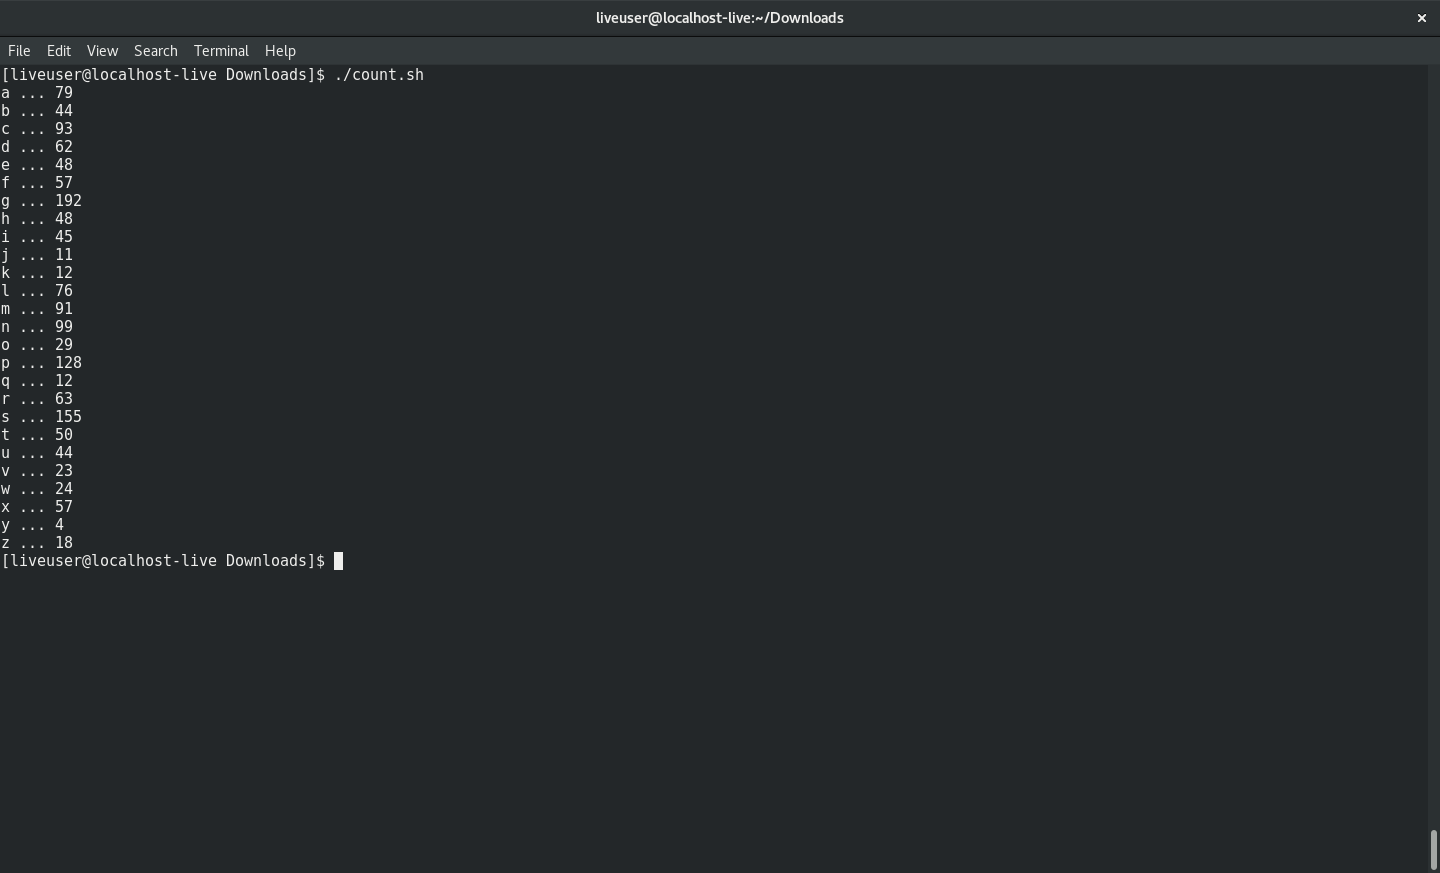 liveuser@localhost-live:~/Downloads ×
File Edit View Search Terminal Help
[liveuser@localhost-live Downloads]$ ./count.sh
a ... 79
b ... 44
c ... 93
d ... 62
e ... 48
f ... 57
g ... 192
h ... 48
i ... 45
j ... 11
k ... 12
l ... 76
m ... 91
n ... 99
o ... 29
p ... 128
q ... 12
r ... 63
s ... 155
t ... 50
u ... 44
v ... 23
w ... 24
x ... 57
y ... 4
z ... 18
[liveuser@localhost-live Downloads]$